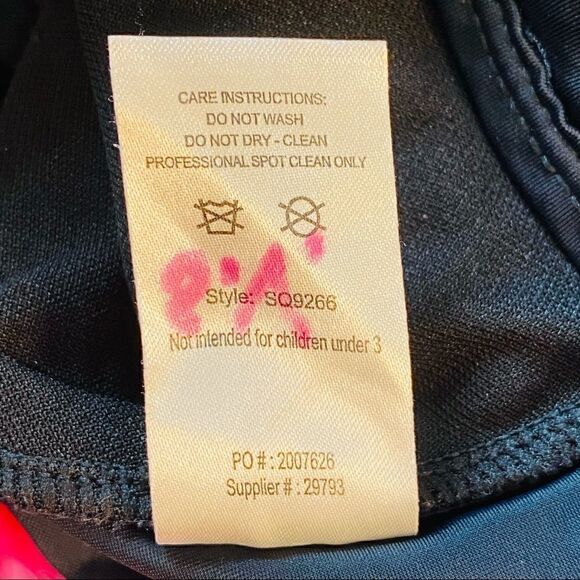 CARE INSTRUCTIONS:
DO NOT WASH
DO NOT DRY - CLEAN
PROFESSIONAL SPOT CLEAN ONLY
Style: SQ9266
Not intended for children under 3
PO # : 2007626
Supplier # : 29793